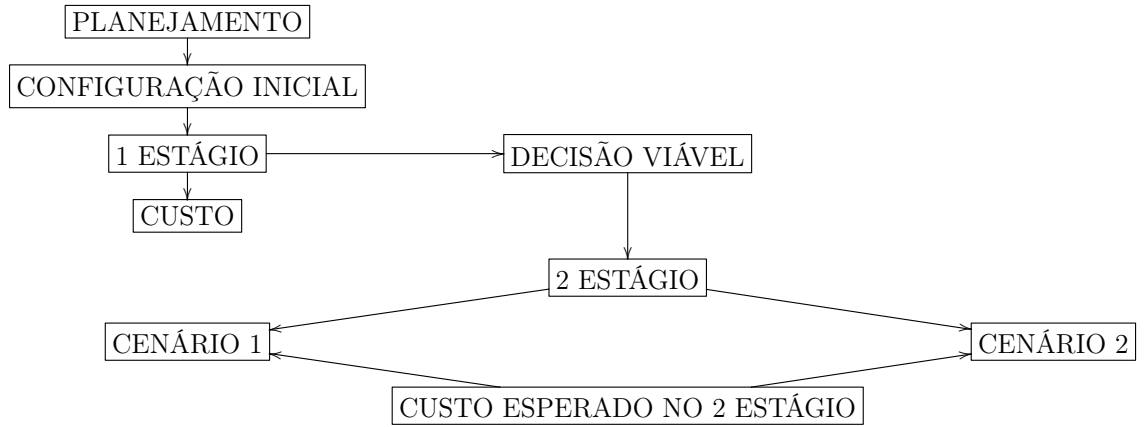 PLANEJAMENTO
CONFIGURAÇÃO INICIAL
1 ESTÁGIO
DECISÃO VIÁVEL
CUSTO
2 ESTÁGIO
CENÁRIO 1
CENÁRIO 2
CUSTO ESPERADO NO 2 ESTÁGIO